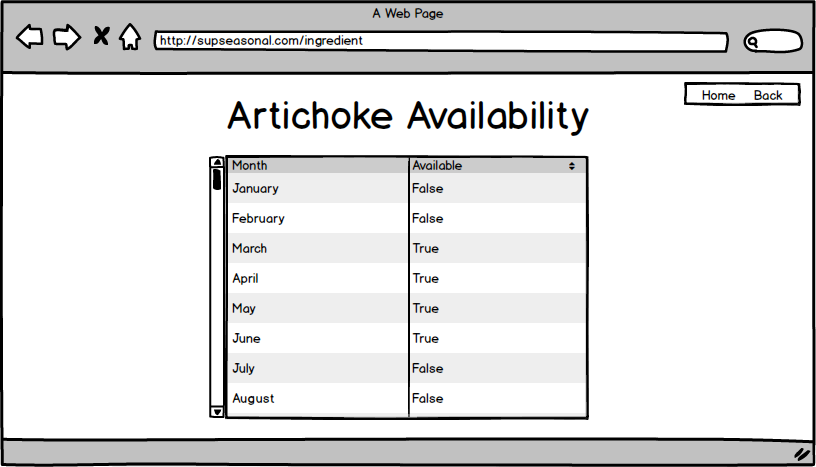 A Web Page
http://supseasonal.com/ingredient
Home Back
Artichoke Availability
Month Available
January False
February False
March True
April True
May True
June True
July False
August False